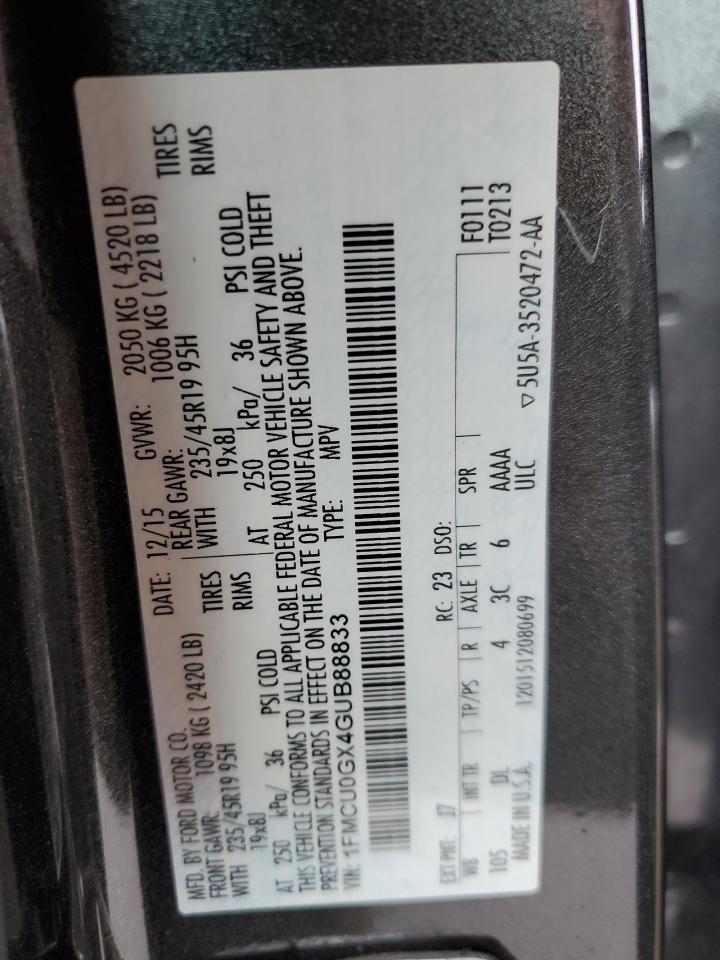 MFD. BY FORD MOTOR CO.
DATE: 12/15 GVWR: 2050 KG ( 4520 LB)
FRONT GAWR: 1098 KG ( 2420 LB)
REAR GAWR: 1006 KG ( 2218 LB)
WITH 235/45R19 95H TIRES
WITH 235/45R19 95H TIRES
19x8J RIMS
19x8J RIMS
AT 250 kPa/ 36 PSI COLD
AT 250 kPa/ 36 PSI COLD
THIS VEHICLE CONFORMS TO ALL APPLICABLE FEDERAL MOTOR VEHICLE SAFETY AND THEFT
PREVENTION STANDARDS IN EFFECT ON THE DATE OF MANUFACTURE SHOWN ABOVE.
VIN: 1FMCU0GX4GUB88833 TYPE: MPV
EXT PNT: J7 RC: 23 DSO:
WB INT TR TP/PS R AXLE TR SPR F0111
105 DL 4 3C 6 AAAA T0213
MADE IN U.S.A. 1201512080699 ULC ▽5U5A-3520472-AA